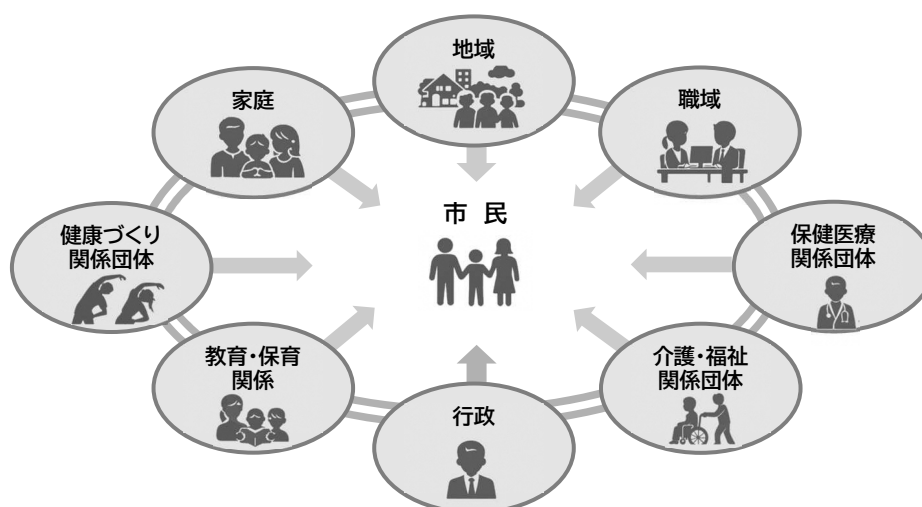 地域
家庭
職域
市 民
健康づくり
関係団体
保健医療
関係団体
教育・保育
関係
介護・福祉
関係団体
行政